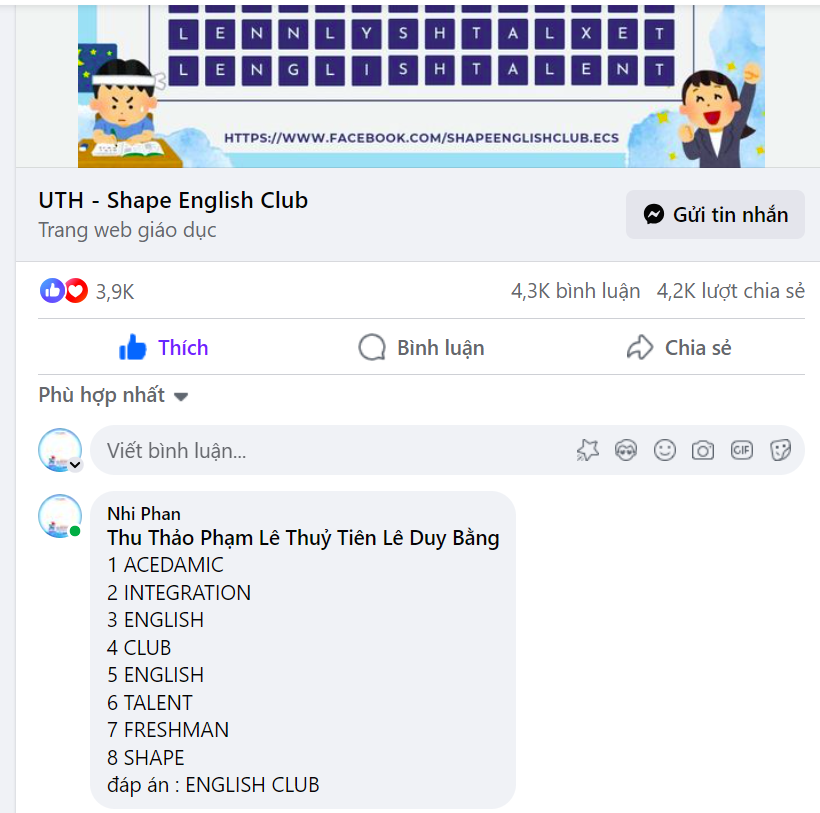 L E N N L Y S H T A L X E T
L E N G L I S H T A L E N T
HTTPS://WWW.FACEBOOK.COM/SHAPEENGLISHCLUB.ECS
UTH - Shape English Club
Trang web giáo dục
Gửi tin nhắn
3,9K
4,3K bình luận 4,2K lượt chia sẻ
Thích Bình luận Chia sẻ
Phù hợp nhất
Viết bình luận...
GIF
Nhi Phan
Thu Thảo Phạm Lê Thuỷ Tiên Lê Duy Bằng
1 ACEDAMIC
2 INTEGRATION
3 ENGLISH
4 CLUB
5 ENGLISH
6 TALENT
7 FRESHMAN
8 SHAPE
đáp án : ENGLISH CLUB